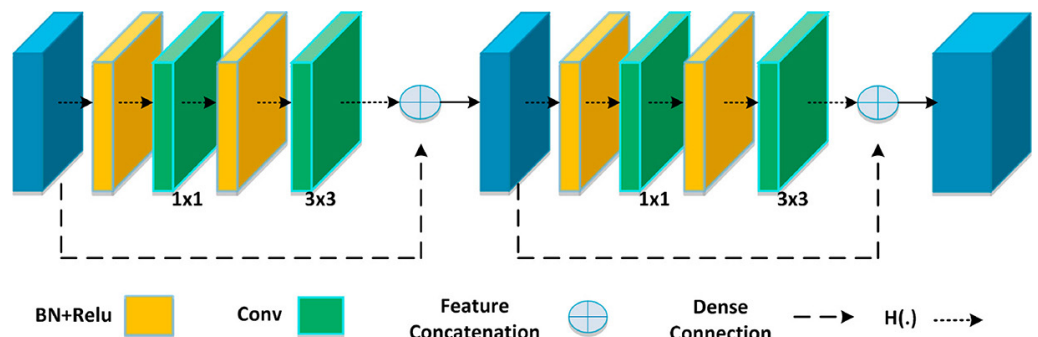 1x1
3x3
1x1
3x3
BN+Relu
Conv
Feature
Concatenation
Dense
Connection
H(.)